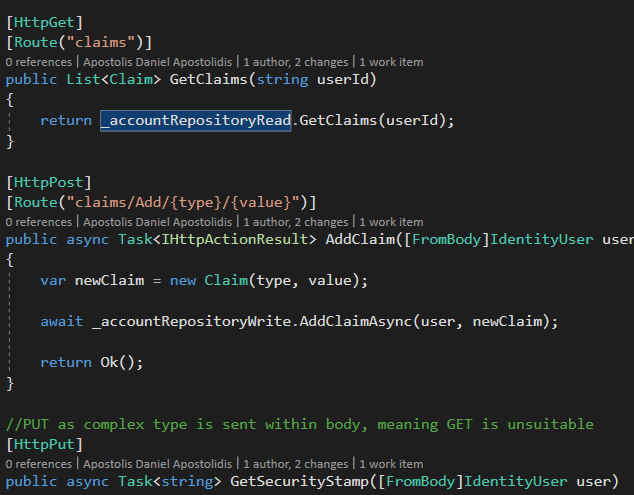 [HttpGet]
[Route("claims")]
0 references | Apostolis Daniel Apostolidis | 1 author, 2 changes | 1 work item
public List<Claim> GetClaims(string userId)
{
return _accountRepositoryRead.GetClaims(userId);
}
[HttpPost]
[Route("claims/Add/{type}/{value}")]
0 references | Apostolis Daniel Apostolidis | 1 author, 2 changes | 1 work item
public async Task<IHttpActionResult> AddClaim([FromBody]IdentityUser user
{
var newClaim = new Claim(type, value);
await _accountRepositoryWrite.AddClaimAsync(user, newClaim);
return Ok();
}
//PUT as complex type is sent within body, meaning GET is unsuitable
[HttpPut]
0 references | Apostolis Daniel Apostolidis | 1 author, 2 changes | 1 work item
public async Task<string> GetSecurityStamp([FromBody]IdentityUser user)